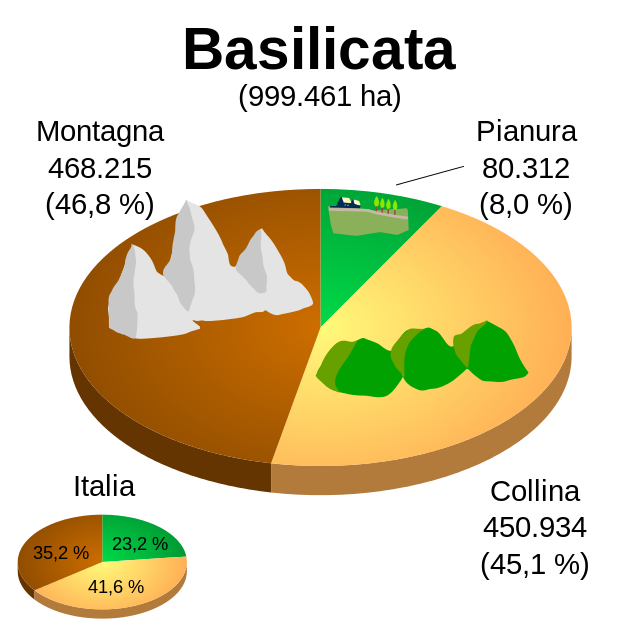 Basilicata
(999.461 ha)
Montagna
468.215
(46,8 %)
Pianura
80.312
(8,0 %)
Collina
450.934
(45,1 %)
Italia
35,2 %
23,2 %
41,6 %